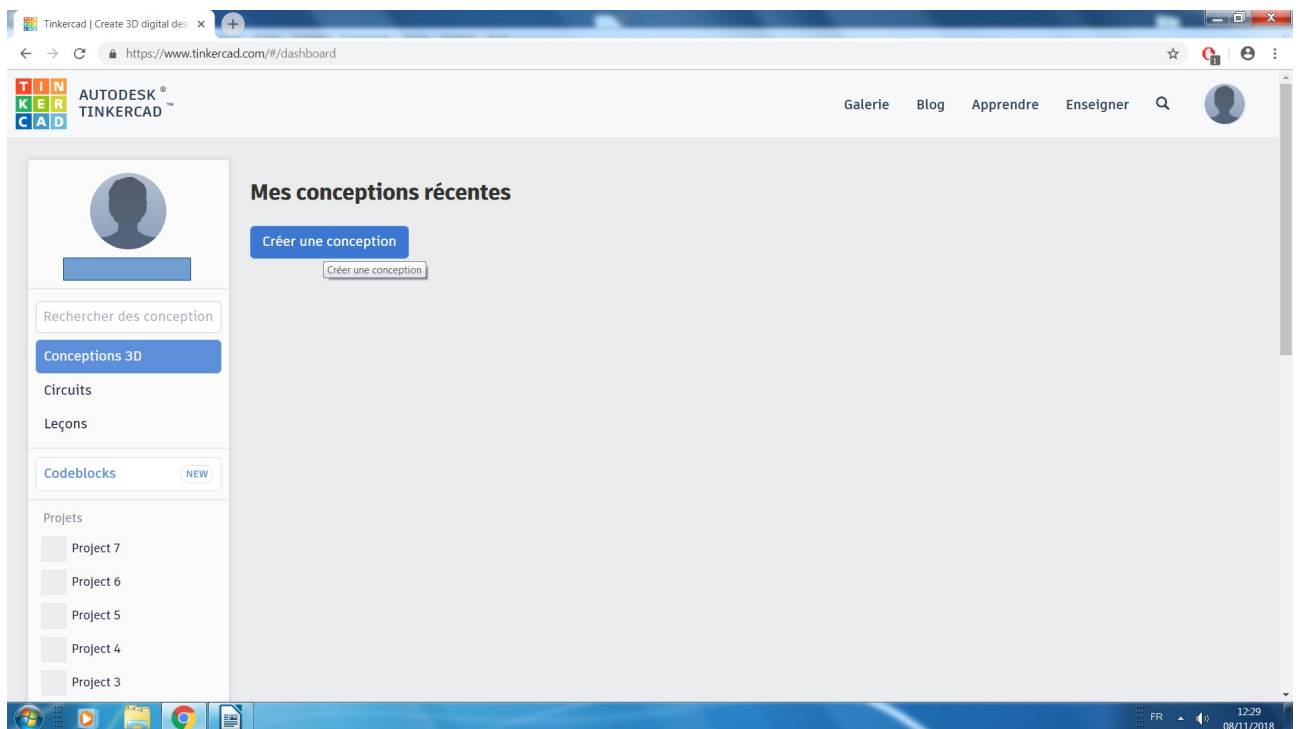 Tinkercad | Create 3D digital des
https://www.tinkercad.com/#/dashboard
1
TIN
KER
CAD
AUTODESK®
TINKERCAD™
Galerie Blog Apprendre Enseigner
Mes conceptions récentes
Créer une conception
Créer une conception
Rechercher des conception
Conceptions 3D
Circuits
Leçons
Codeblocks NEW
Projets
Project 7
Project 6
Project 5
Project 4
Project 3
FR 12:29
08/11/2018